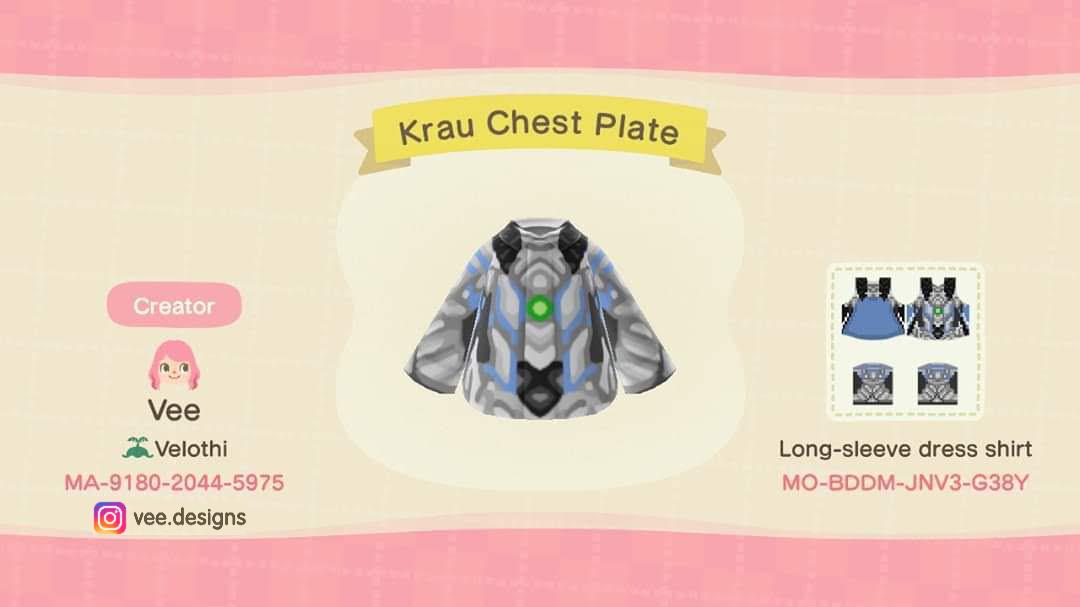 Krau Chest Plate
Creator
Vee
Velothi
MA-9180-2044-5975
vee.designs
Long-sleeve dress shirt
MO-BDDM-JNV3-G38Y